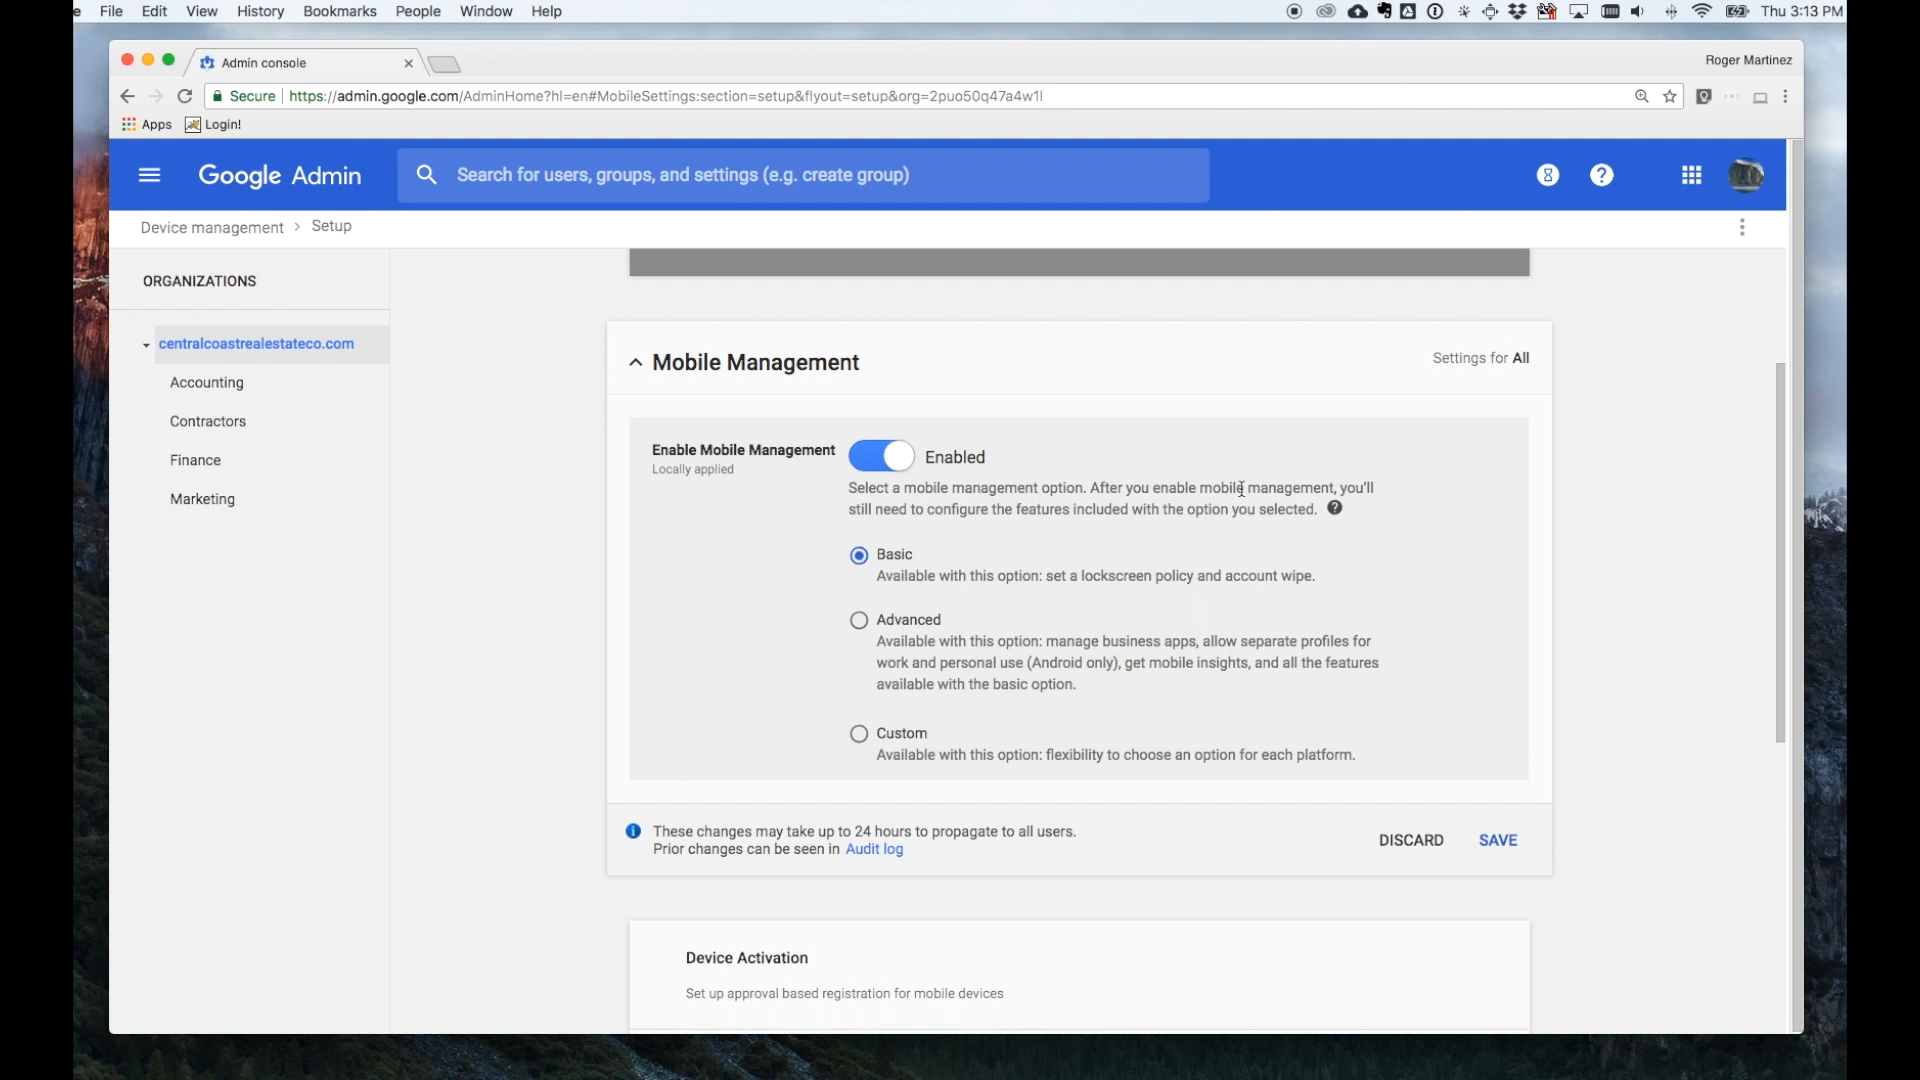 File Edit View History Bookmarks People Window Help
Thu 3:13 PM
Admin console
Roger Martinez
Secure https://admin.google.com/AdminHome?hl=en#MobileSettings:section=setup&flyout=setup&org=2puo50q47a4w1l
Apps Login!
Google Admin
Search for users, groups, and settings (e.g. create group)
Device management > Setup
ORGANIZATIONS
centralcoastrealestateco.com
Accounting
Contractors
Finance
Marketing
Mobile Management
Settings for All
Enable Mobile Management
Locally applied
Enabled
Select a mobile management option. After you enable mobile management, you'll
still need to configure the features included with the option you selected.
Basic
Available with this option: set a lockscreen policy and account wipe.
Advanced
Available with this option: manage business apps, allow separate profiles for
work and personal use (Android only), get mobile insights, and all the features
available with the basic option.
Custom
Available with this option: flexibility to choose an option for each platform.
These changes may take up to 24 hours to propagate to all users.
Prior changes can be seen in Audit log
DISCARD SAVE
Device Activation
Set up approval based registration for mobile devices